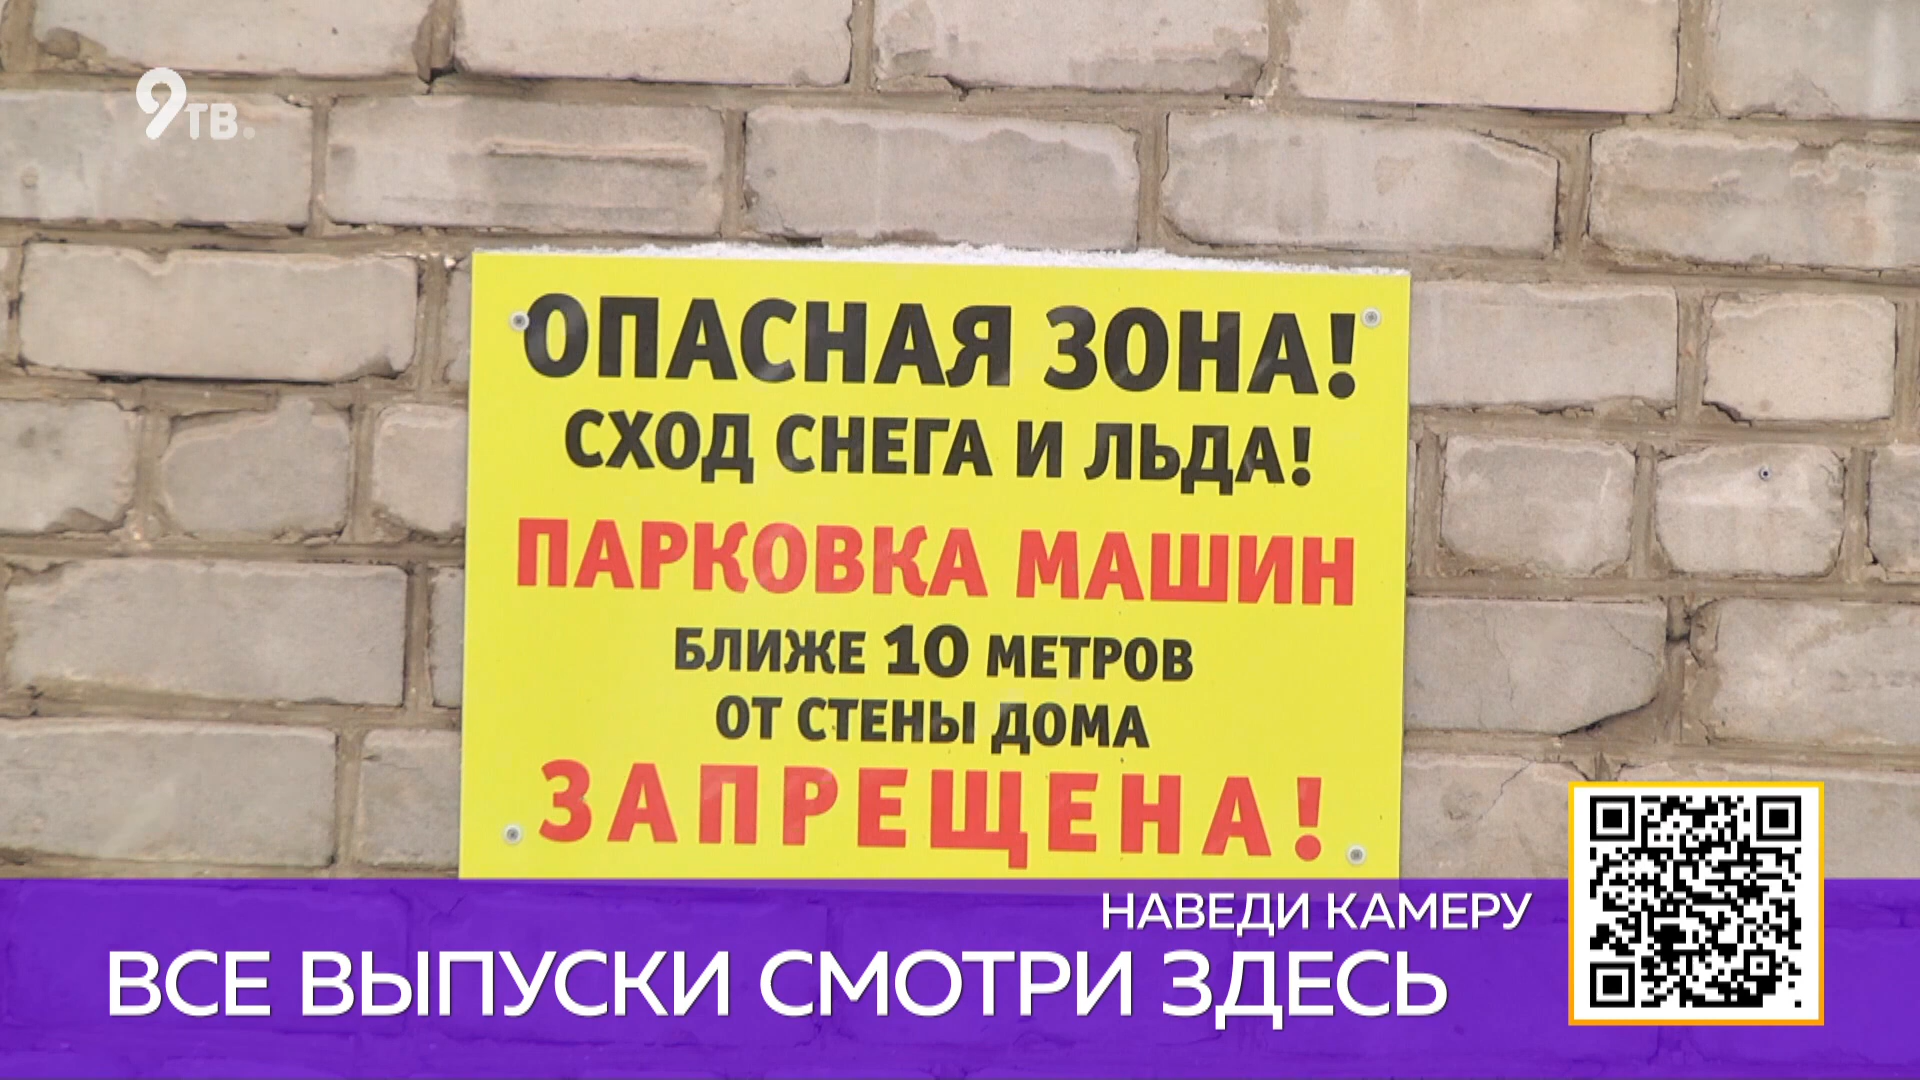 9ТВ.
ОПАСНАЯ ЗОНА!
СХОД СНЕГА И ЛЬДА!
ПАРКОВКА МАШИН
БЛИЖЕ 10 МЕТРОВ
ОТ СТЕНЫ ДОМА
ЗАПРЕЩЕНА!
НАВЕДИ КАМЕРУ
ВСЕ ВЫПУСКИ СМОТРИ ЗДЕСЬ